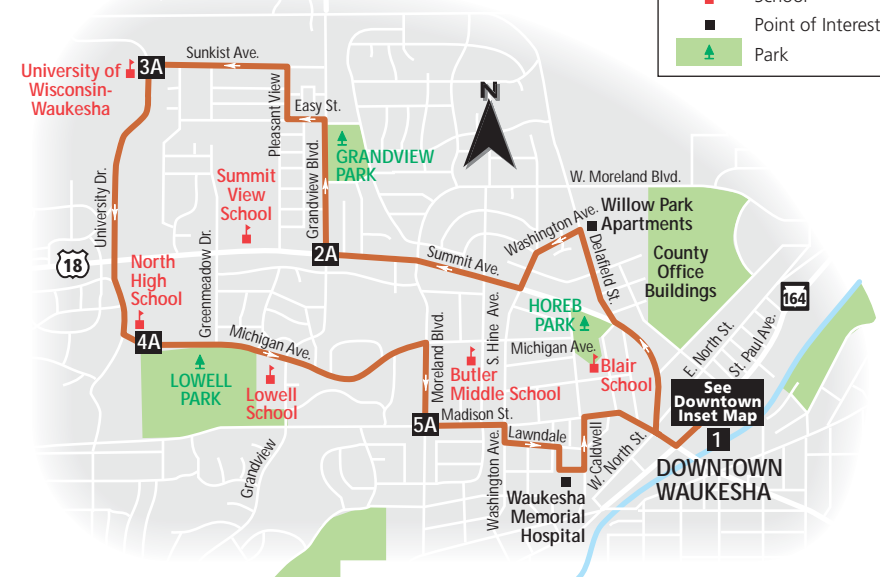 School
Point of Interest
Park
Sunkist Ave.
3A
University of
Wisconsin-
Waukesha
Pleasant View
Easy St.
N
GRANDVIEW
PARK
Grandview Blvd.
Summit
View
School
W. Moreland Blvd.
University Dr.
Willow Park
Apartments
Washington Ave.
2A
Summit Ave.
Delafield St.
County
Office
Buildings
18
Greenmeadow Dr.
North
High
School
164
HOREB
PARK
S. Hine Ave.
Moreland Blvd.
E. North St.
St. Paul Ave.
4A
Michigan Ave.
Michigan Ave.
LOWELL
PARK
Lowell
School
Butler
Middle School
Blair
School
See
Downtown
Inset Map
1
DOWNTOWN
WAUKESHA
5A
Madison St.
Lawndale
Caldwell
W. North St.
Grandview
Washington Ave.
Waukesha
Memorial
Hospital